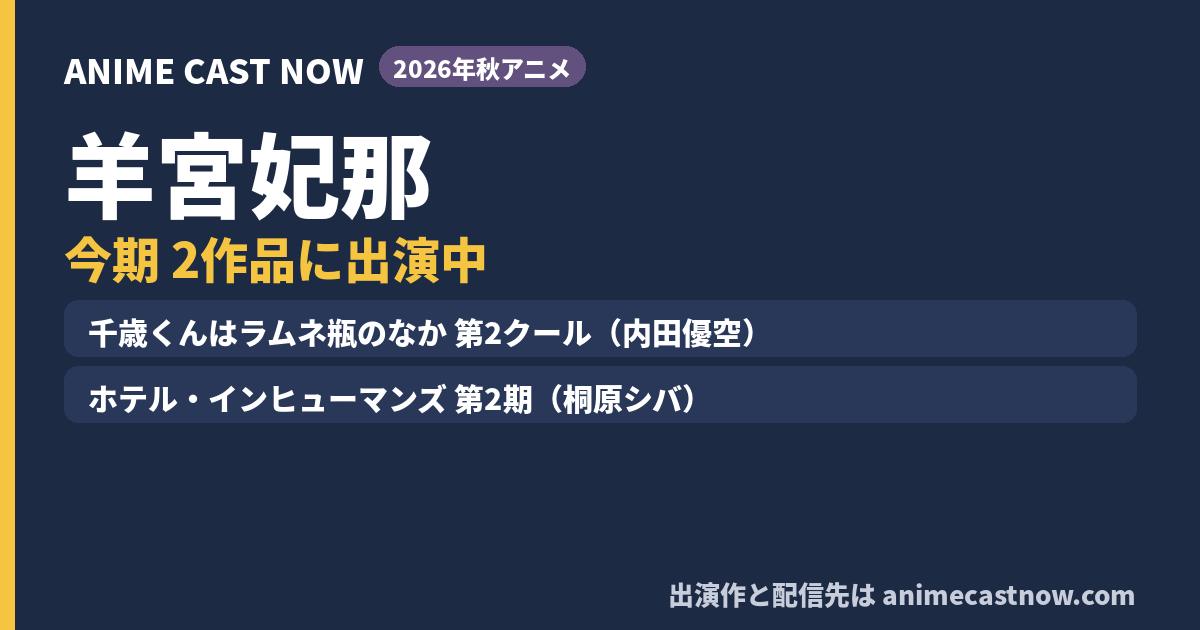 ANIME CAST NOW 2026年秋アニメ
羊宮妃那
今期 2作品に出演中
千歳くんはラムネ瓶のなか 第2クール（内田優空）
ホテル・インヒューマンズ 第2期（桐原シバ）
出演作と配信先は animecastnow.com